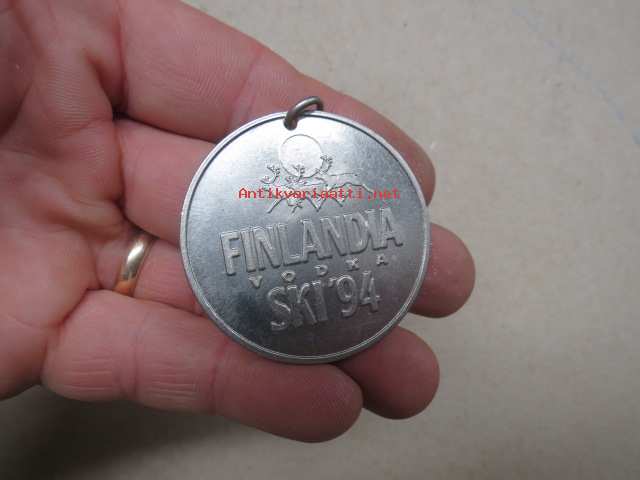 Antikvariaatti.net
FINLANDIA
VODKA
SKI '94